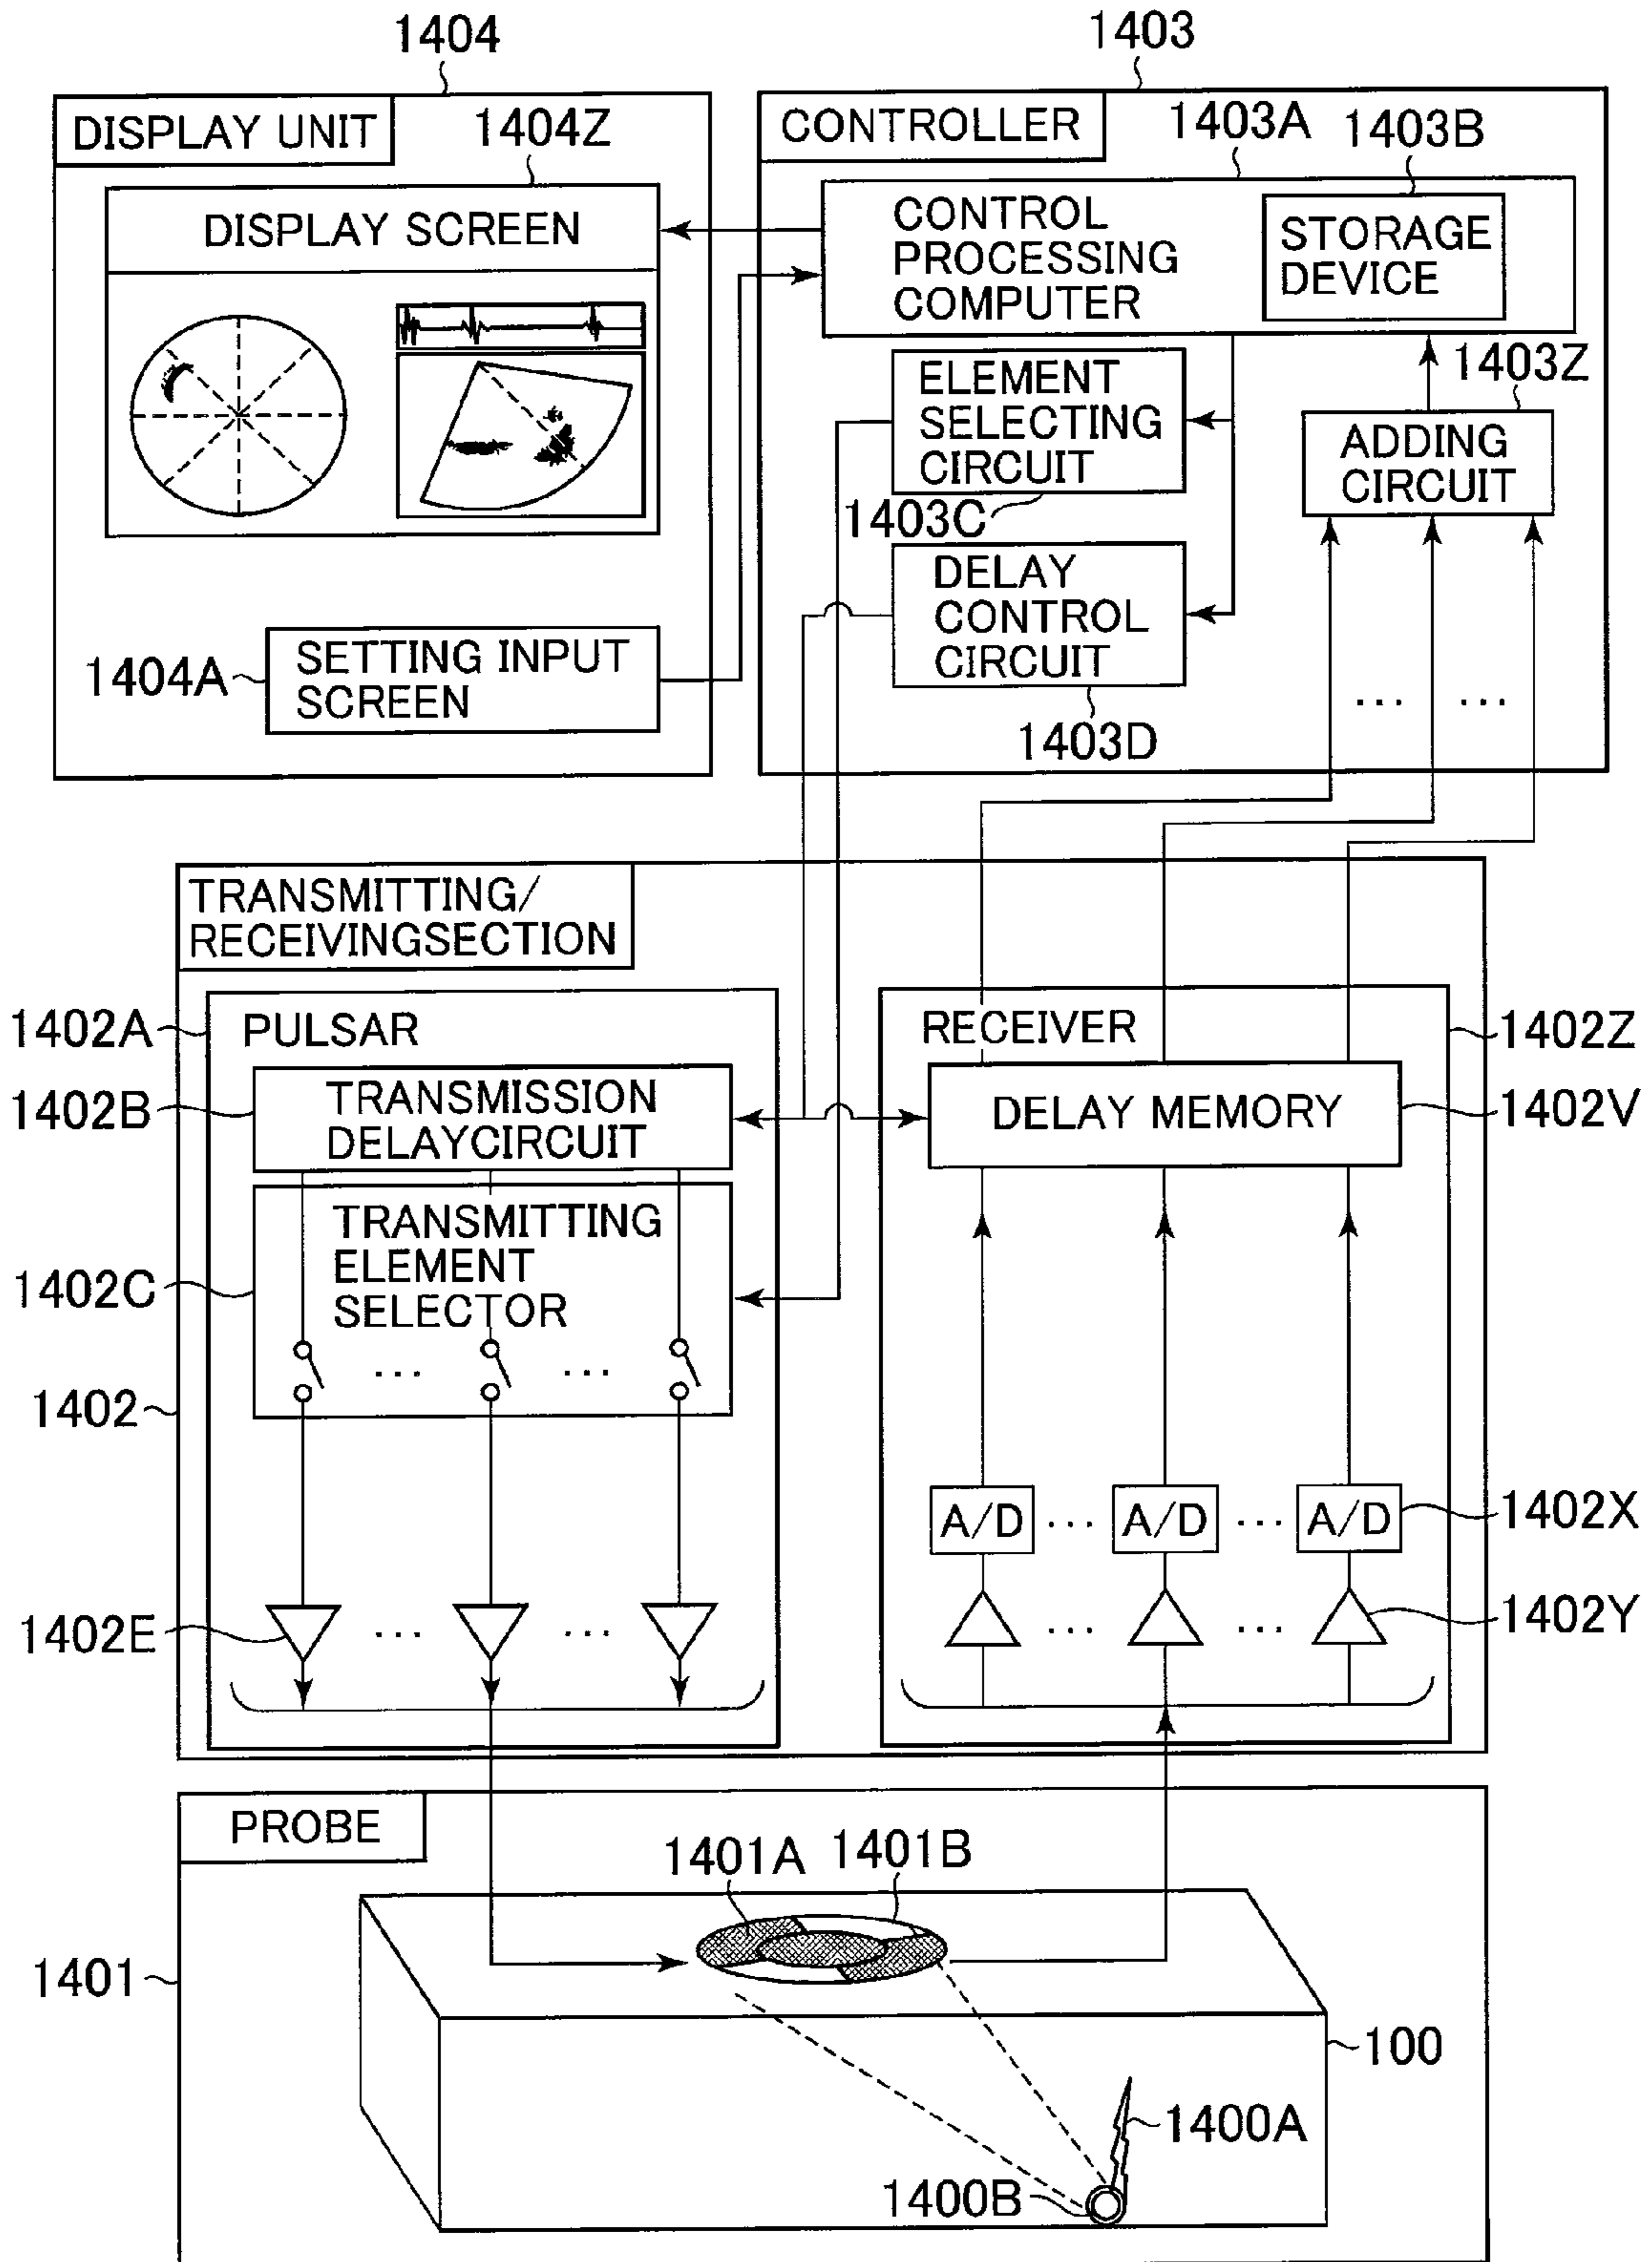 1404
1403
DISPLAY UNIT
1404Z
CONTROLLER
1403A
1403B
DISPLAY SCREEN
CONTROL
PROCESSING
COMPUTER
STORAGE
DEVICE
1403Z
ELEMENT
SELECTING
CIRCUIT
ADDING
CIRCUIT
1403C
DELAY
CONTROL
CIRCUIT
1404A
SETTING INPUT
SCREEN
... ...
1403D
TRANSMITTING/
RECEIVINGSECTION
1402A
PULSAR
RECEIVER
1402Z
1402B
TRANSMISSION
DELAYCIRCUIT
DELAY MEMORY
1402V
TRANSMITTING
ELEMENT
SELECTOR
1402C
... ...
1402
A/D ... A/D ... A/D
1402X
1402E
... ...
... ...
1402Y
PROBE
1401A
1401B
1401
100
1400A
1400B